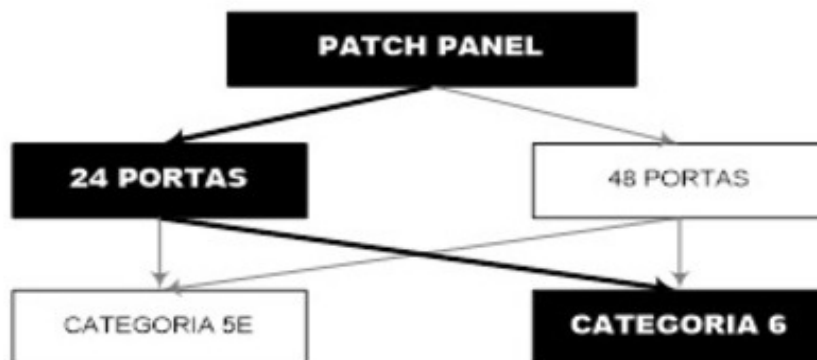 PATCH PANEL
24 PORTAS
48 PORTAS
CATEGORIA 5E
CATEGORIA 6